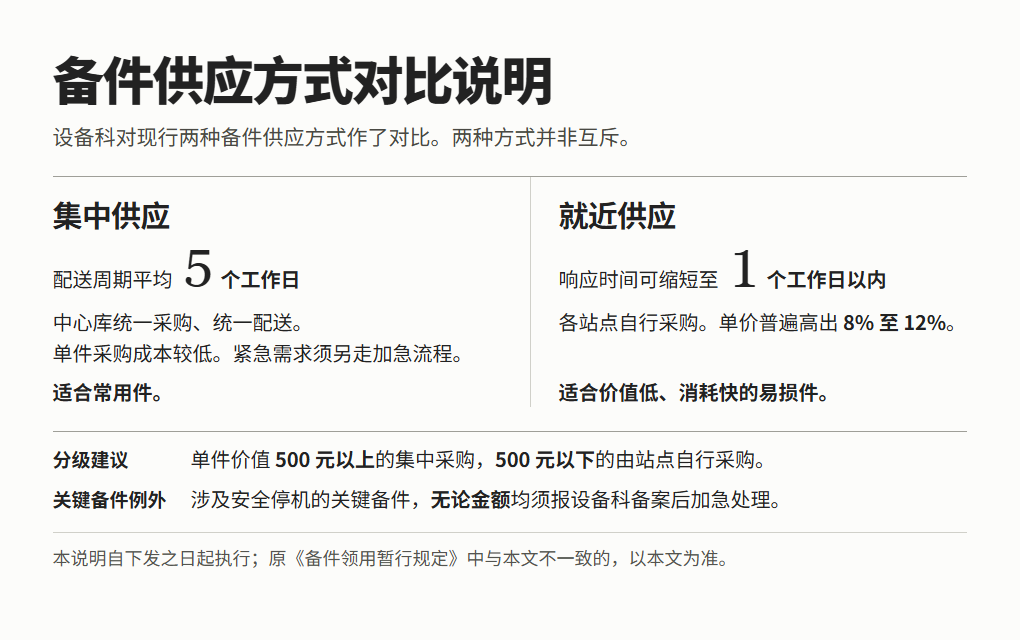 备件供应方式对比说明
设备科对现行两种备件供应方式作了对比。两种方式并非互斥。
集中供应
配送周期平均 5 个工作日
中心库统一采购、统一配送。
单件采购成本较低。紧急需求须另走加急流程。
适合常用件。
就近供应
响应时间可缩短至 1 个工作日以内
各站点自行采购。单价普遍高出 8% 至 12%。
适合价值低、消耗快的易损件。
分级建议 单件价值 500 元以上的集中采购，500 元以下的由站点自行采购。
关键备件例外 涉及安全停机的关键备件，无论金额均须报设备科备案后加急处理。
本说明自下发之日起执行；原《备件领用暂行规定》中与本文不一致的，以本文为准。